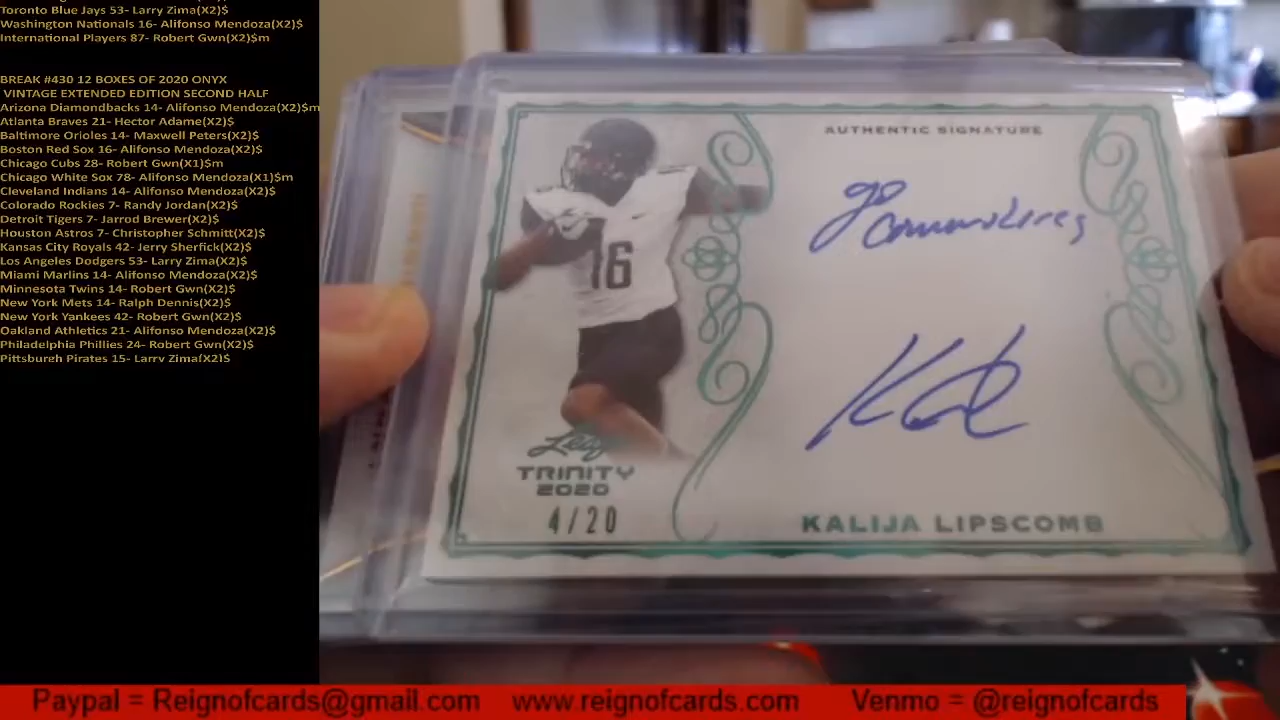 Toronto Blue Jays 53- Larry Zima(X2)$
Washington Nationals 16- Alifonso Mendoza(X2)$
International Players 87- Robert Gwn(X2)$m
BREAK #430 12 BOXES OF 2020 ONYX
VINTAGE EXTENDED EDITION SECOND HALF
Arizona Diamondbacks 14- Alifonso Mendoza(X2)$m
Atlanta Braves 21- Hector Adame(X2)$
Baltimore Orioles 14- Maxwell Peters(X2)$
Boston Red Sox 16- Alifonso Mendoza(X2)$
Chicago Cubs 28- Robert Gwn(X1)$m
Chicago White Sox 78- Alifonso Mendoza(X1)$m
Cleveland Indians 14- Alifonso Mendoza(X2)$
Colorado Rockies 7- Randy Jordan(X2)$
Detroit Tigers 7- Jarrod Brewer(X2)$
Houston Astros 7- Christopher Schmitt(X2)$
Kansas City Royals 42- Jerry Sherfick(X2)$
Los Angeles Dodgers 53- Larry Zima(X2)$
Miami Marlins 14- Alifonso Mendoza(X2)$
Minnesota Twins 14- Robert Gwn(X2)$
New York Mets 14- Ralph Dennis(X2)$
New York Yankees 42- Robert Gwn(X2)$
Oakland Athletics 21- Alifonso Mendoza(X2)$
Philadelphia Phillies 24- Robert Gwn(X2)$
Pittsburgh Pirates 15- Larry Zima(X2)$
AUTHENTIC SIGNATURE
go
Commodores
16
Leaf
TRINITY
2020
4/20
KALIJA LIPSCOMB
Paypal = Reignofcards@gmail.com www.reignofcards.com Venmo = @reignofcards